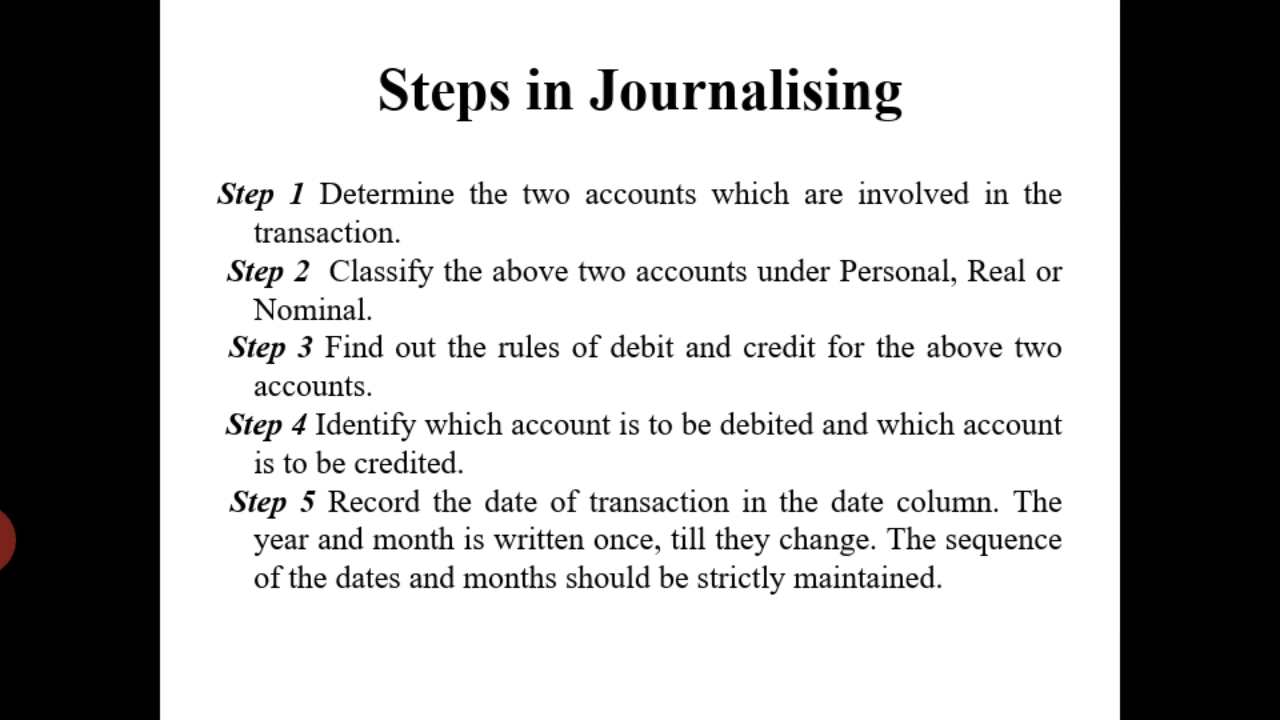 Steps in Journalising
Step 1 Determine the two accounts which are involved in the
transaction.
Step 2 Classify the above two accounts under Personal, Real or
Nominal.
Step 3 Find out the rules of debit and credit for the above two
accounts.
Step 4 Identify which account is to be debited and which account
is to be credited.
Step 5 Record the date of transaction in the date column. The
year and month is written once, till they change. The sequence
of the dates and months should be strictly maintained.